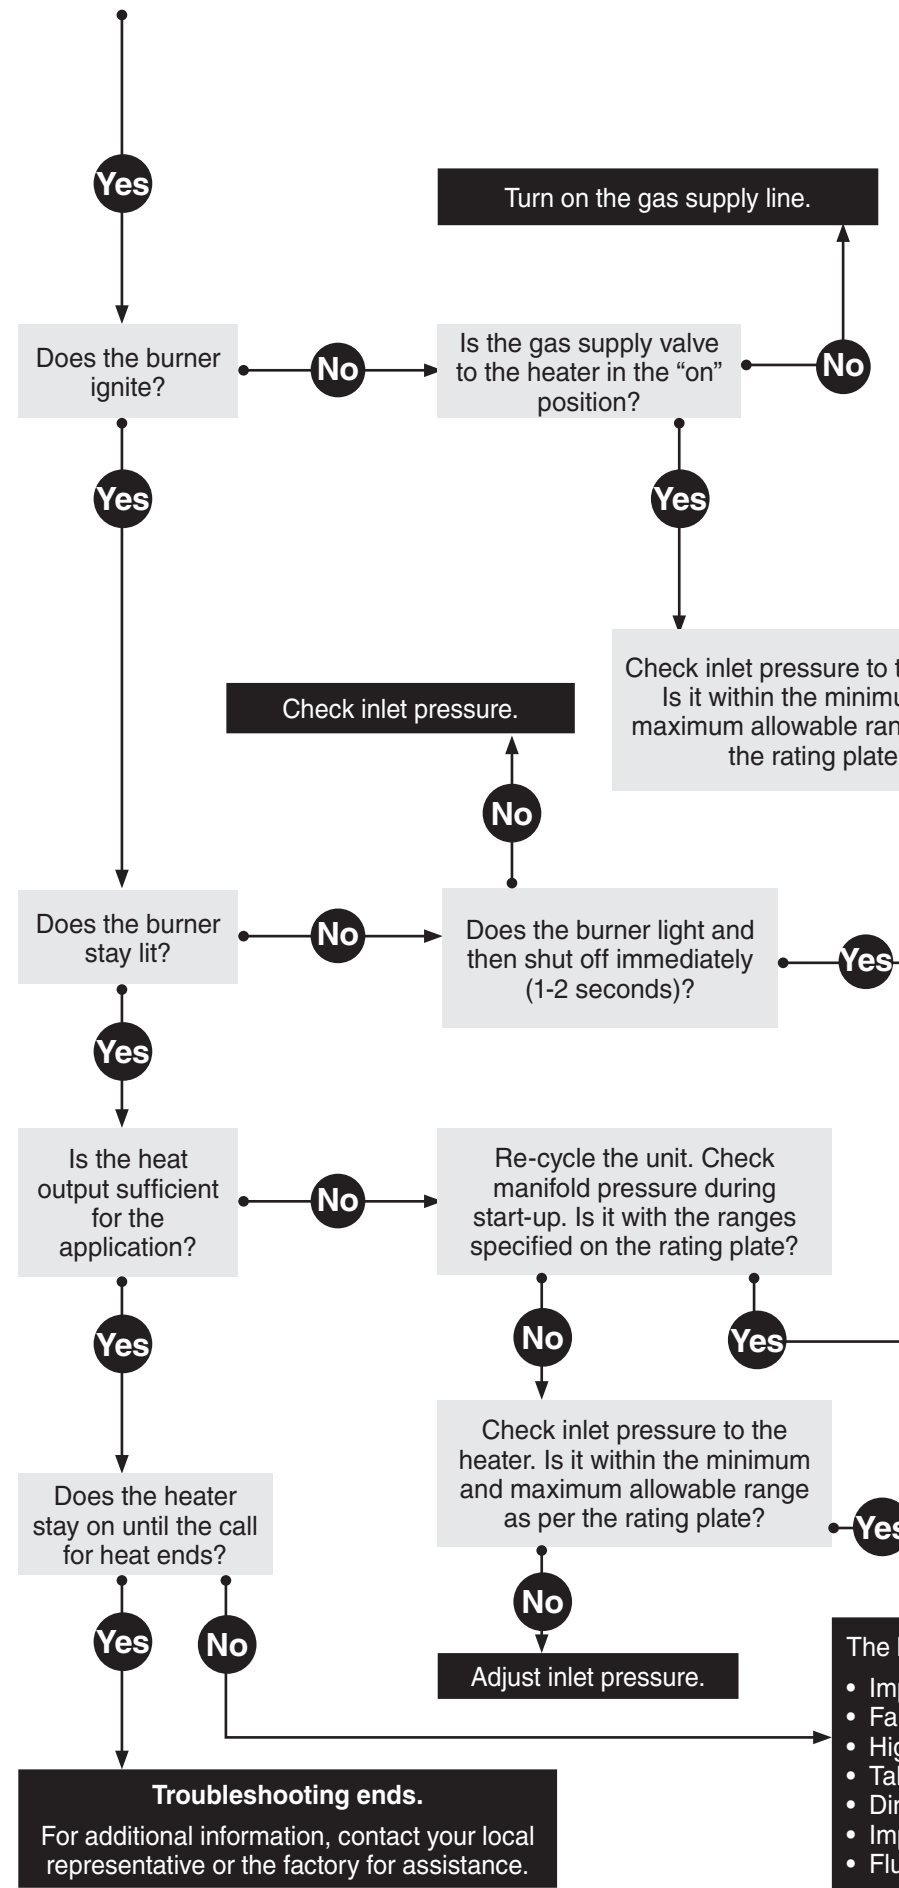 Yes
Turn on the gas supply line.
Does the burner
ignite?
No
Is the gas supply valve
to the heater in the “on”
position?
No
Yes
Yes
Check inlet pressure to
Is it within the
maximum allowable
the rating plate
Check inlet pressure.
No
Does the burner
stay lit?
No
Does the burner light and
then shut off immediately
(1-2 seconds)?
Yes
Yes
Is the heat
output sufficient
for the
application?
No
Re-cycle the unit. Check
manifold pressure during
start-up. Is it with the ranges
specified on the rating plate?
Yes
No
Yes
Check inlet pressure to the
heater. Is it within the minimum
and maximum allowable range
as per the rating plate?
Yes
Does the heater
stay on until the call
for heat ends?
No
Yes
No
Adjust inlet pressure.
The
Troubleshooting ends.
For additional information, contact your local
representative or the factory for assistance.